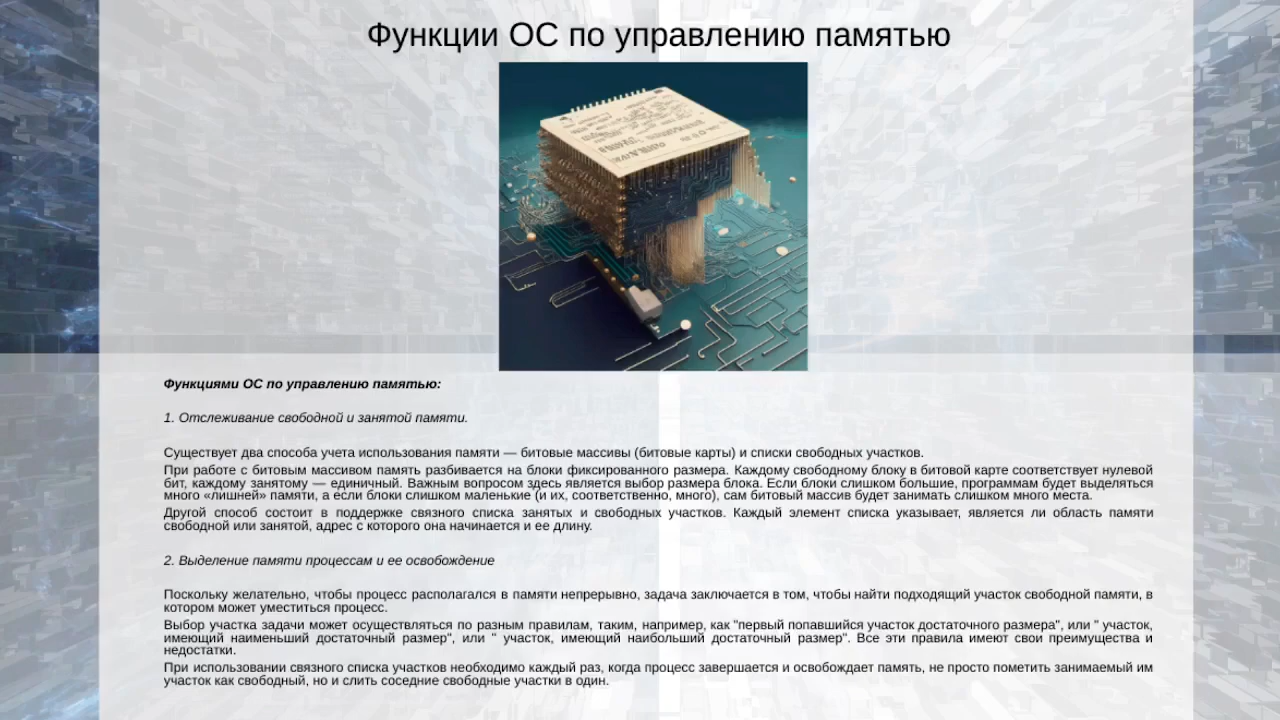 Функции ОС по управлению памятью
Функциями ОС по управлению памятью:
1. Отслеживание свободной и занятой памяти.
Существует два способа учета использования памяти — битовые массивы (битовые карты) и списки свободных участков.
При работе с битовым массивом память разбивается на блоки фиксированного размера. Каждому свободному блоку в битовой карте соответствует нулевой
бит, каждому занятому — единичный. Важным вопросом здесь является выбор размера блока. Если блоки слишком большие, программам будет выделяться
много «лишней» памяти, а если блоки слишком маленькие (и их, соответственно, много), сам битовый массив будет занимать слишком много места.
Другой способ состоит в поддержке связного списка занятых и свободных участков. Каждый элемент списка указывает, является ли область памяти
свободной или занятой, адрес с которого она начинается и ее длину.
2. Выделение памяти процессам и ее освобождение
Поскольку желательно, чтобы процесс располагался в памяти непрерывно, задача заключается в том, чтобы найти подходящий участок свободной памяти, в
котором может уместиться процесс.
Выбор участка задачи может осуществляться по разным правилам, таким, например, как "первый попавшийся участок достаточного размера", или " участок,
имеющий наименьший достаточный размер", или " участок, имеющий наибольший достаточный размер". Все эти правила имеют свои преимущества и
недостатки.
При использовании связного списка участков необходимо каждый раз, когда процесс завершается и освобождает память, не просто пометить занимаемый им
участок как свободный, но и слить соседние свободные участки в один.